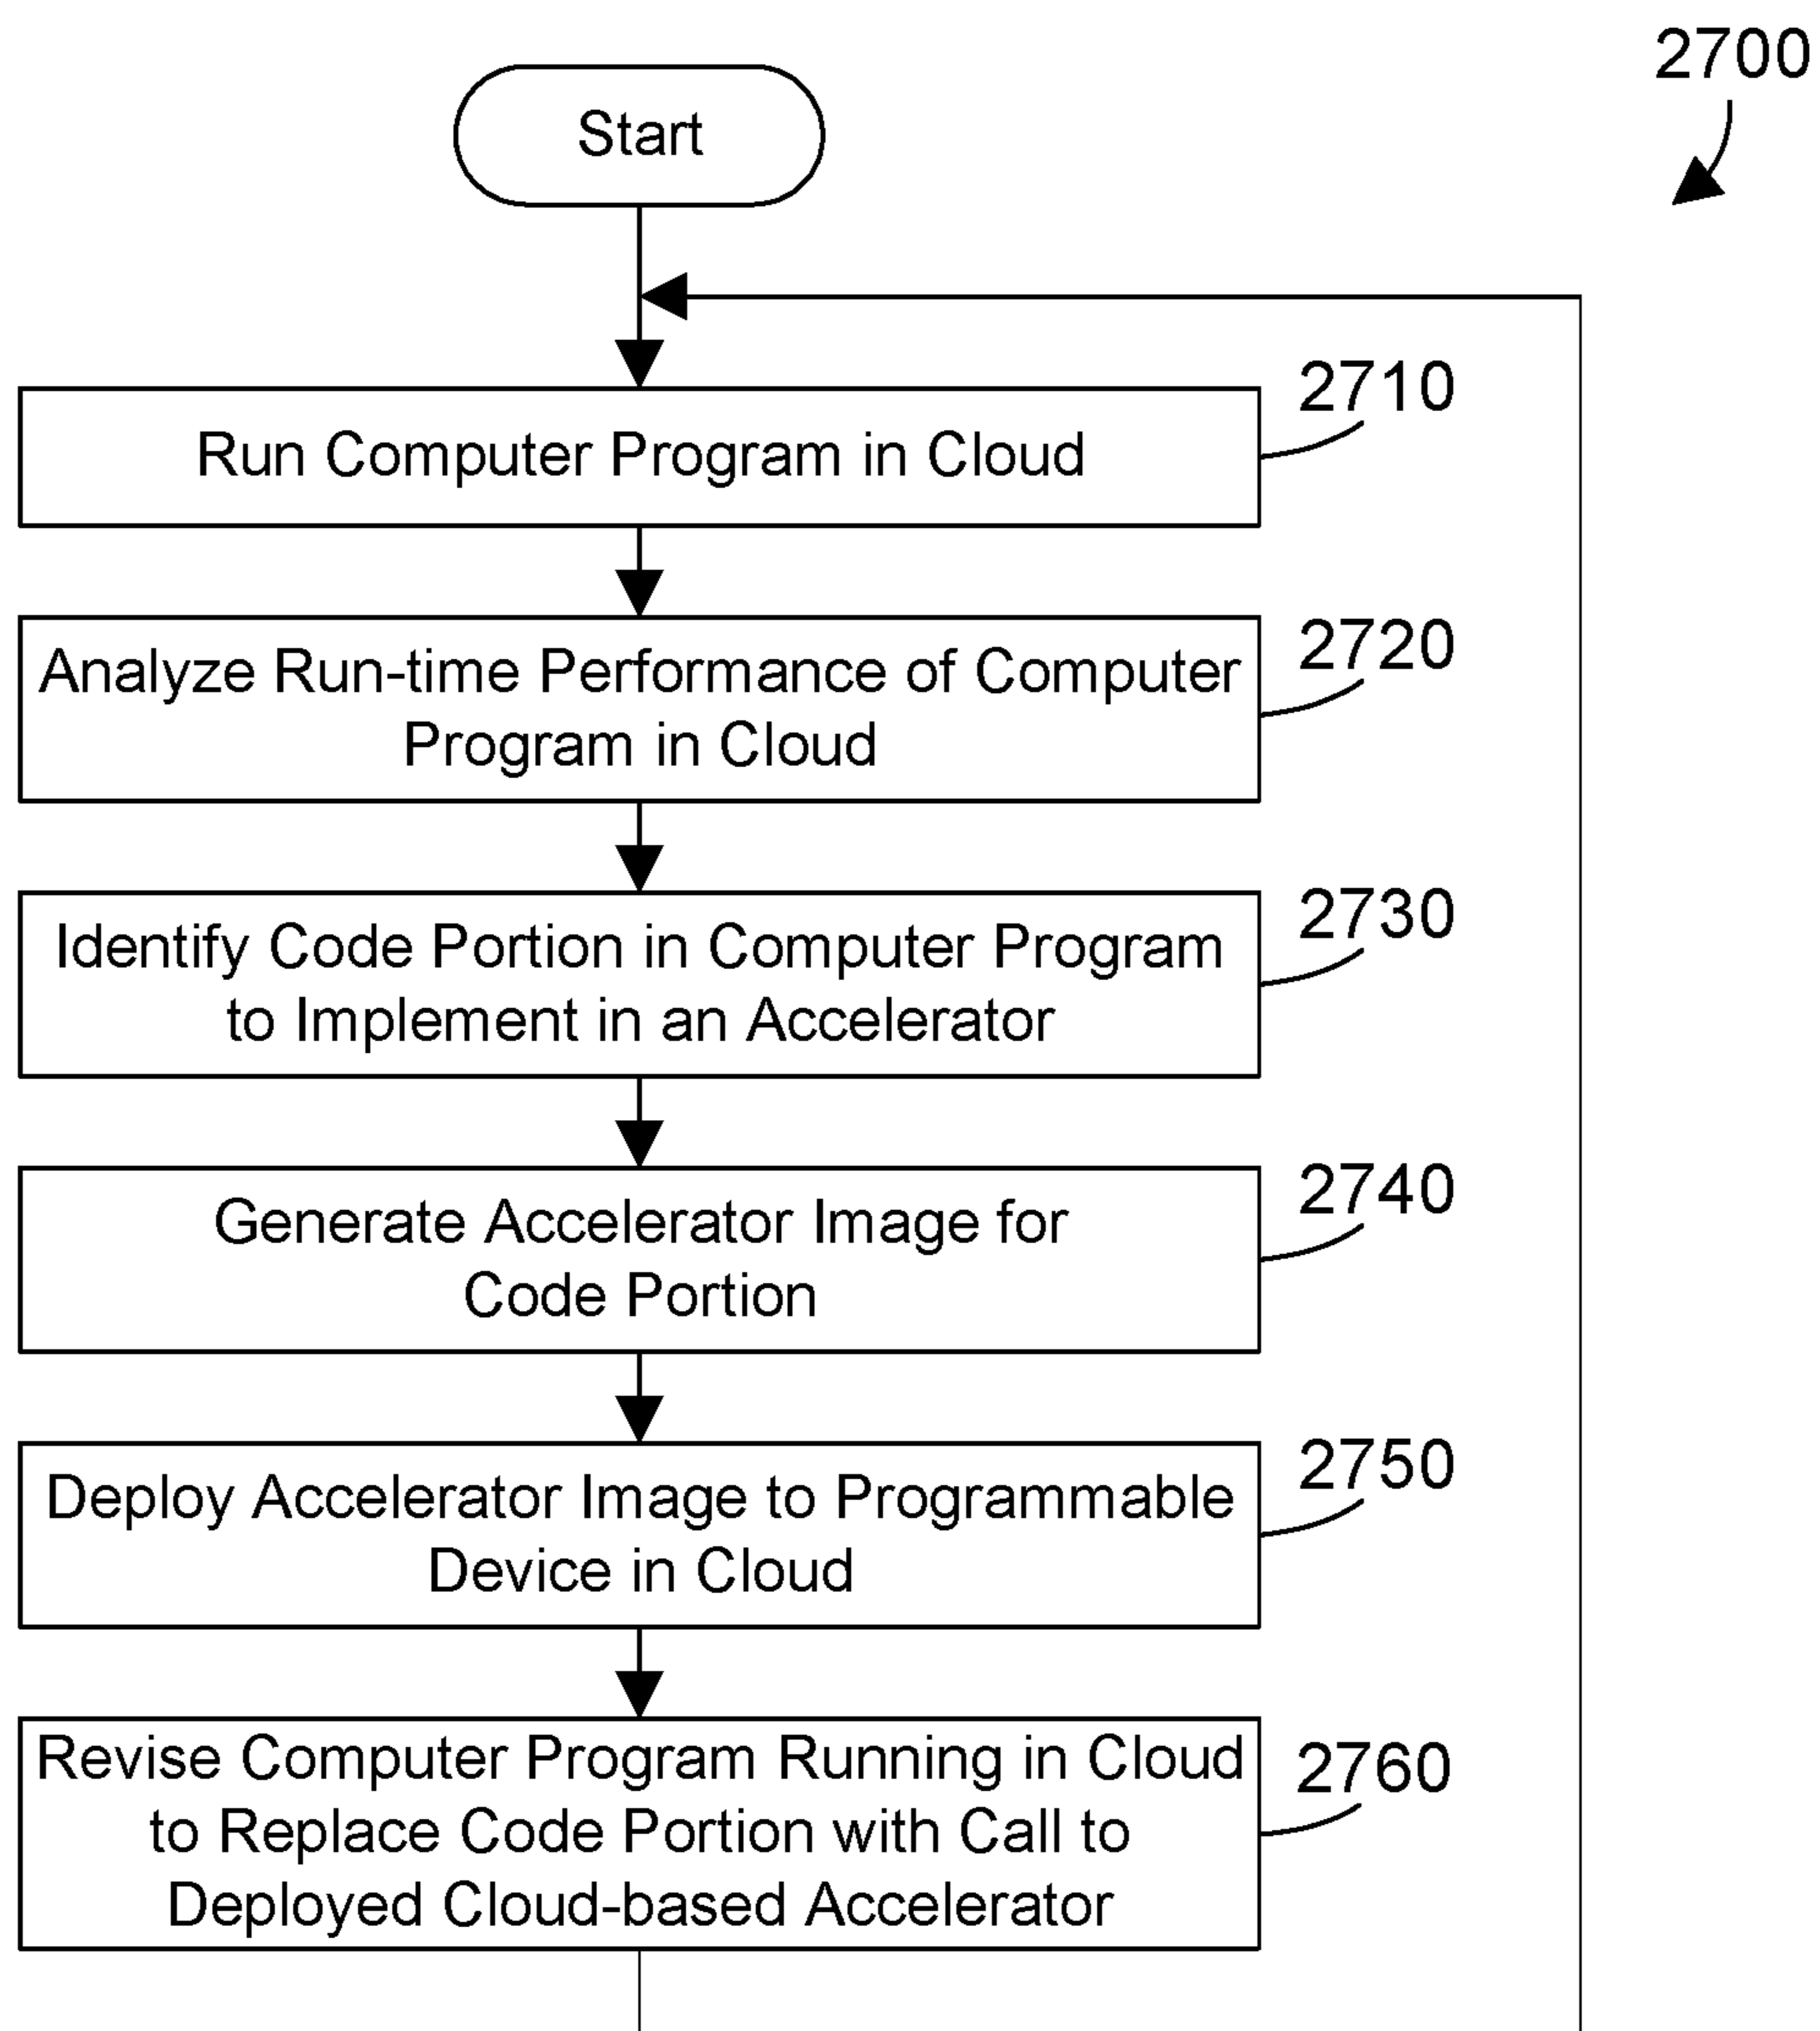 2700
Start
2710
Run Computer Program in Cloud
2720
Analyze Run-time Performance of Computer
Program in Cloud
2730
Identify Code Portion in Computer Program
to Implement in an Accelerator
2740
Generate Accelerator Image for
Code Portion
2750
Deploy Accelerator Image to Programmable
Device in Cloud
2760
Revise Computer Program Running in Cloud
to Replace Code Portion with Call to
Deployed Cloud-based Accelerator